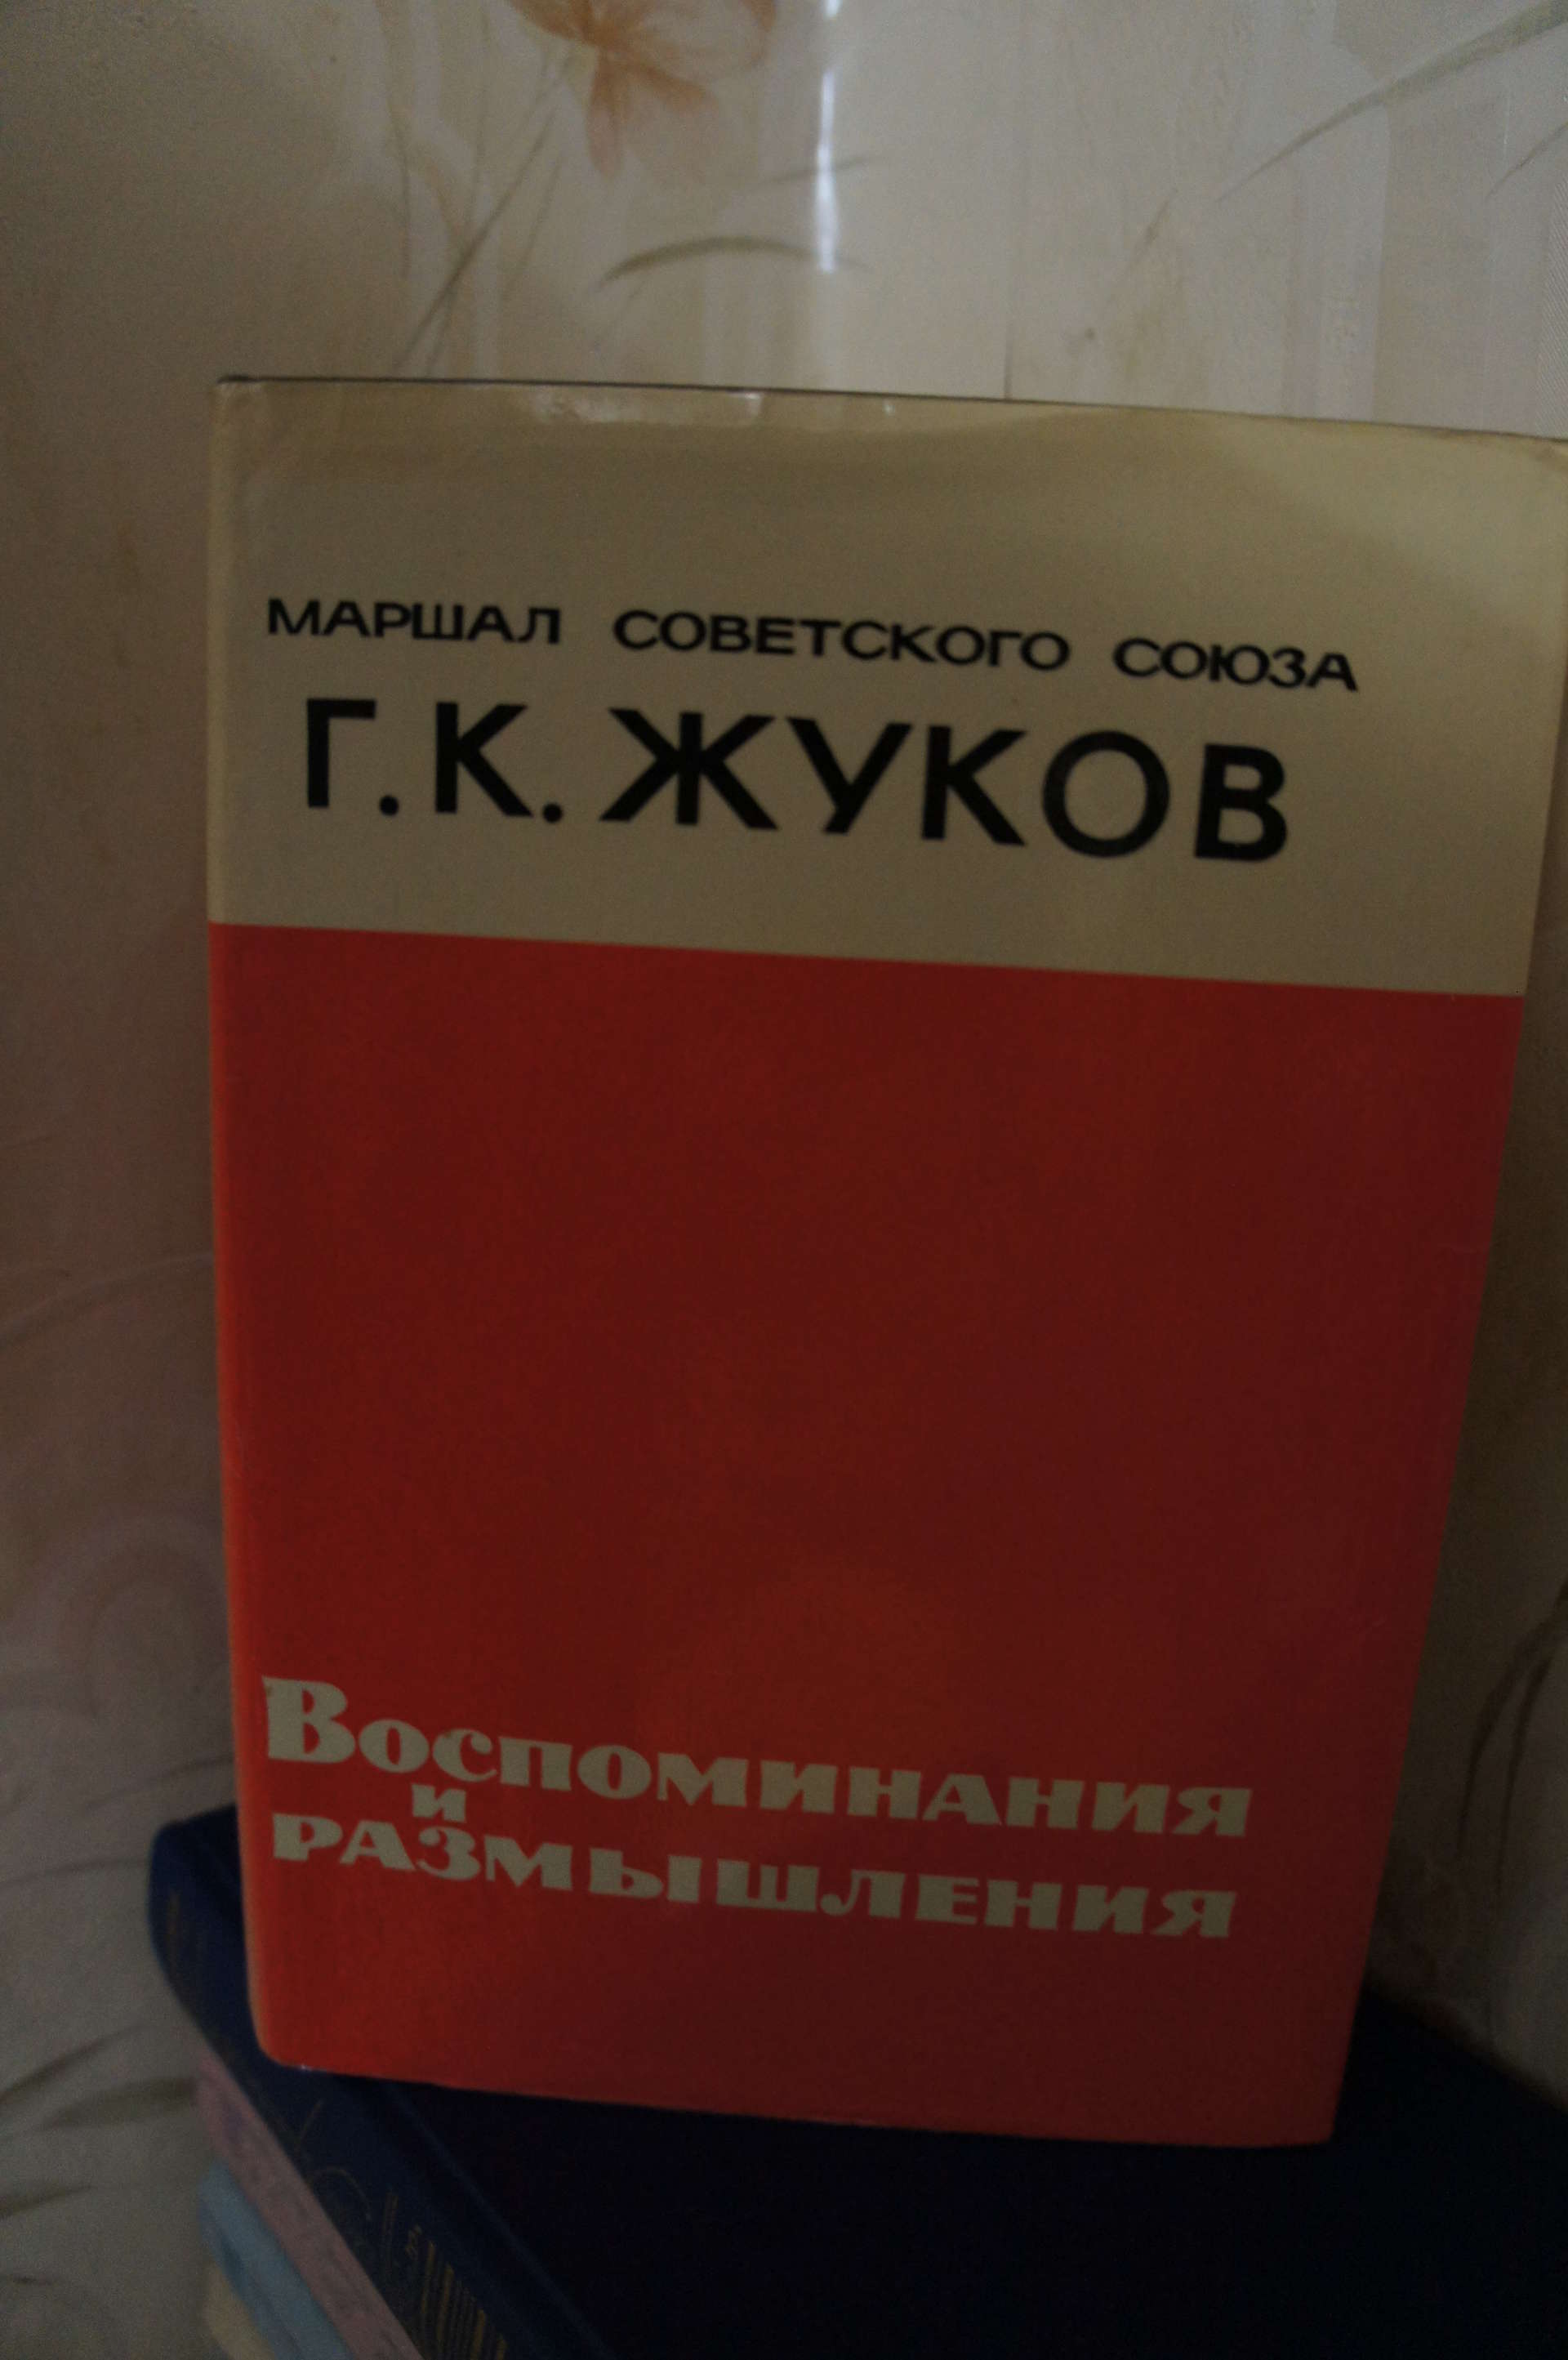 МАРШАЛ СОВЕТСКОГО СОЮЗА
Г.К.ЖУКОВ
Воспоминания
и
размышления